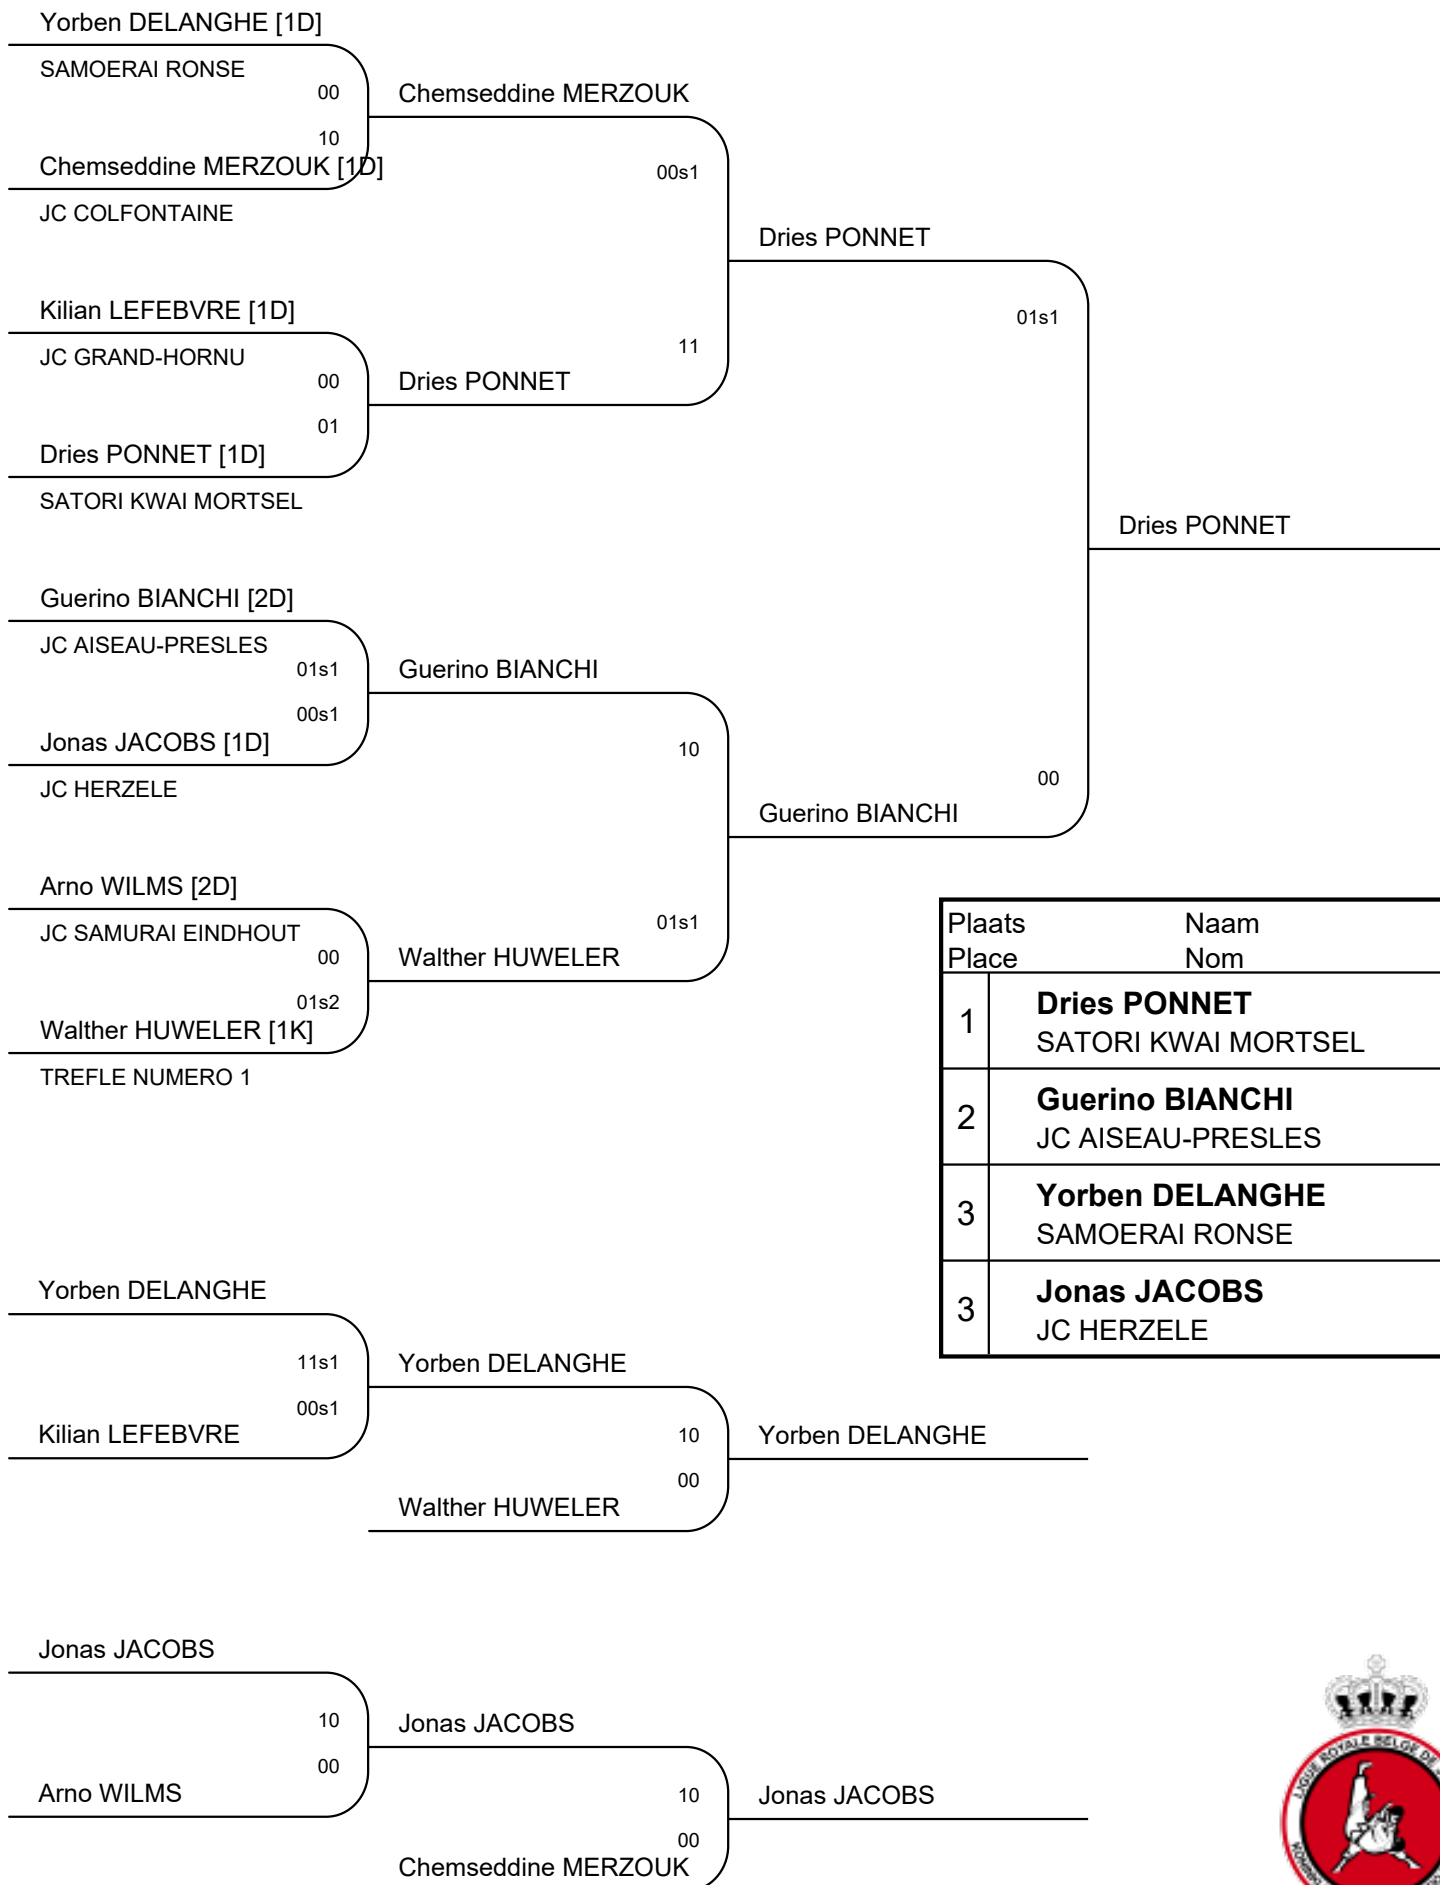 Yorben DELANGHE [1D]
SAMOERAI RONSE
00
Chemseddine MERZOUK
10
Chemseddine MERZOUK [1D]
00s1
JC COLFONTAINE
Dries PONNET
Kilian LEFEBVRE [1D]
01s1
JC GRAND-HORNU
11
00
Dries PONNET
01
Dries PONNET [1D]
SATORI KWAI MORTSEL
Dries PONNET
Guerino BIANCHI [2D]
JC AISEAU-PRESLES
01s1
Guerino BIANCHI
00s1
Jonas JACOBS [1D]
10
JC HERZELE
00
Guerino BIANCHI
Arno WILMS [2D]
JC SAMURAI EINDHOUT
01s1
00
Walther HUWELER
01s2
Walther HUWELER [1K]
TREFLE NUMERO 1
Plaats Naam
Place Nom
1 Dries PONNET
SATORI KWAI MORTSEL
2 Guerino BIANCHI
JC AISEAU-PRESLES
3 Yorben DELANGHE
SAMOERAI RONSE
3 Jonas JACOBS
JC HERZELE
Yorben DELANGHE
11s1
Yorben DELANGHE
00s1
Kilian LEFEBVRE
10
Yorben DELANGHE
00
Walther HUWELER
Jonas JACOBS
10
Jonas JACOBS
00
Arno WILMS
10
Jonas JACOBS
00
Chemseddine MERZOUK
LIGUE ROYALE BELGE DE